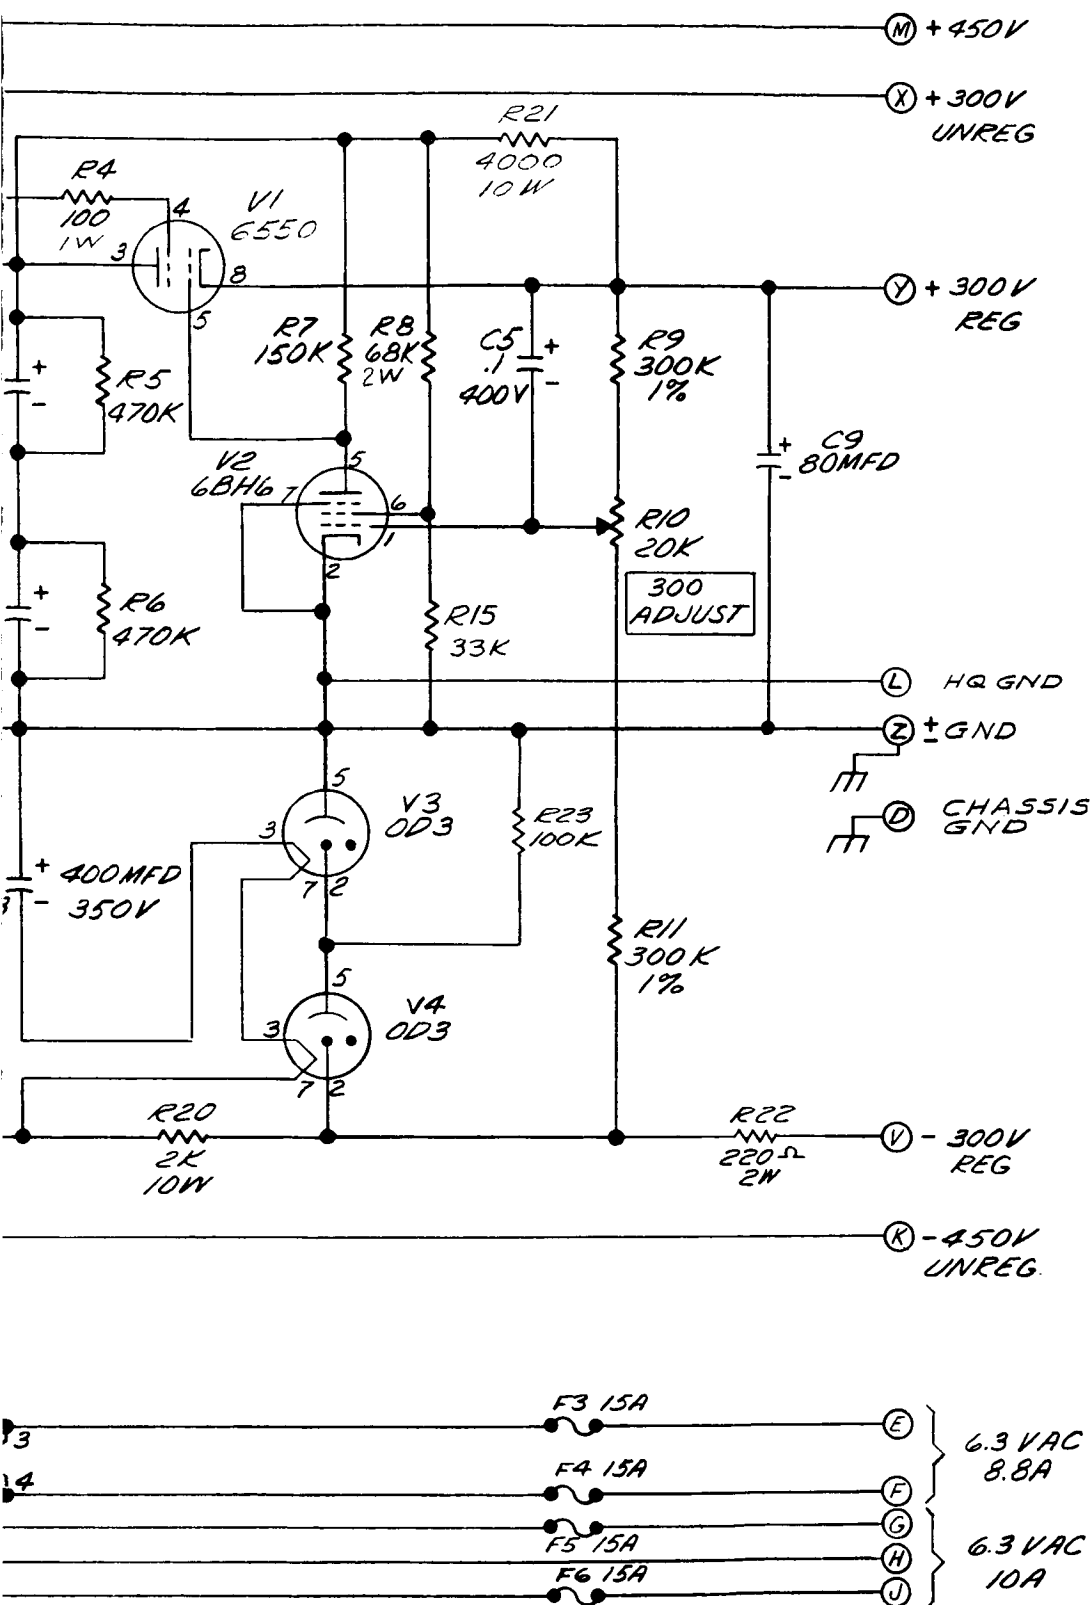 M + 450V
X + 300V
UNREG
R21
4000
10W
R4
100
1W
V1
6550
4
3
8
5
Y + 300V
REG
R7
150K
R8
68K
2W
C5
.1
400V
+
-
R9
300K
1%
+
-
R5
470K
C9
80MFD
+
-
V2
6BH6
5
7
6
1
2
R10
20K
300
ADJUST
+
-
R6
470K
R15
33K
L HQ GND
Z ± GND
D CHASSIS
GND
5
V3
OD3
3
7
2
R23
100K
+
-
400MFD
350V
R11
300K
1%
5
V4
OD3
3
7
2
R20
2K
10W
R22
220Ω
2W
V - 300V
REG
K - 450V
UNREG.
F3 15A
E
3
6.3 VAC
8.8A
F4 15A
F
4
G
F5 15A
H
6.3 VAC
10A
F6 15A
J